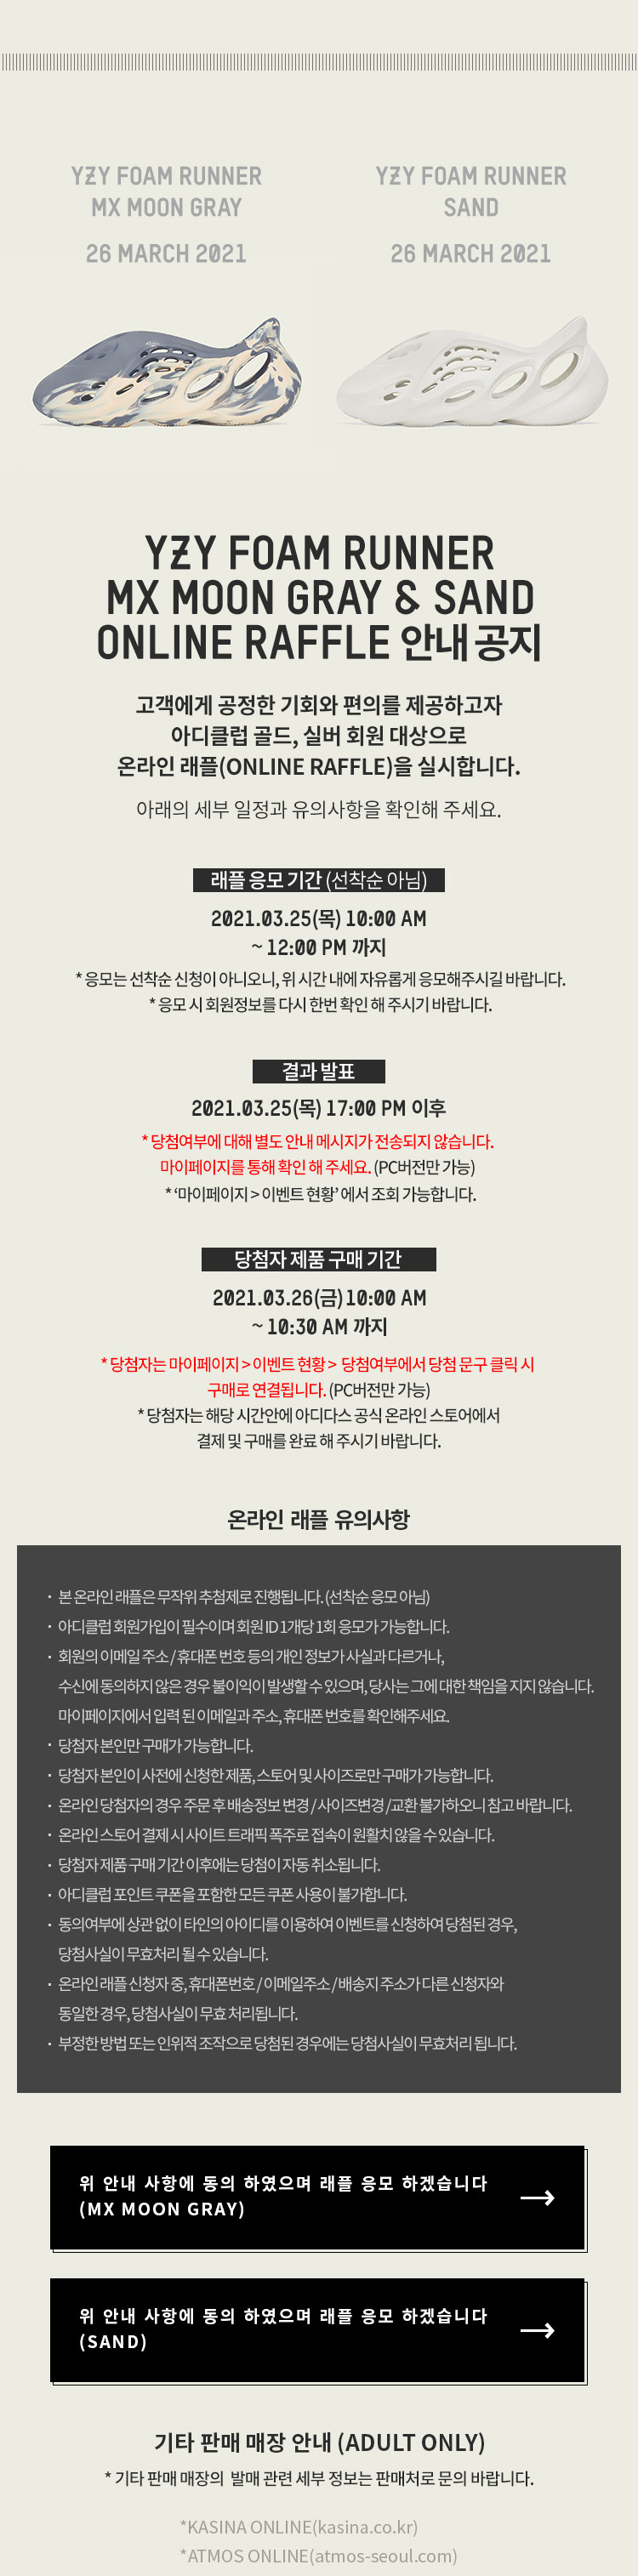 YZY FOAM RUNNER
MX MOON GRAY
26 MARCH 2021
YZY FOAM RUNNER
SAND
26 MARCH 2021
YZY FOAM RUNNER
MX MOON GRAY & SAND
ONLINE RAFFLE 안내 공지
고객에게 공정한 기회와 편의를 제공하고자
아디클럽 골드, 실버 회원 대상으로
온라인 래플(ONLINE RAFFLE)을 실시합니다.
아래의 세부 일정과 유의사항을 확인해 주세요.
래플 응모 기간 (선착순 아님)
2021.03.25(목) 10:00 AM
~ 12:00 PM 까지
* 응모는 선착순 신청이 아니오니, 위 시간 내에 자유롭게 응모해주시길 바랍니다.
* 응모 시 회원정보를 다시 한번 확인 해 주시기 바랍니다.
결과 발표
2021.03.25(목) 17:00 PM 이후
* 당첨여부에 대해 별도 안내 메시지가 전송되지 않습니다.
마이페이지를 통해 확인 해 주세요. (PC버전만 가능)
* ‘마이페이지 > 이벤트 현황’ 에서 조회 가능합니다.
당첨자 제품 구매 기간
2021.03.26(금) 10:00 AM
~ 10:30 AM 까지
* 당첨자는 마이페이지 > 이벤트 현황 > 당첨여부에서 당첨 문구 클릭 시
구매로 연결됩니다. (PC버전만 가능)
* 당첨자는 해당 시간안에 아디다스 공식 온라인 스토어에서
결제 및 구매를 완료 해 주시기 바랍니다.
온라인 래플 유의사항
· 본 온라인 래플은 무작위 추첨제로 진행됩니다. (선착순 응모 아님)
· 아디클럽 회원가입이 필수이며 회원 ID 1개당 1회 응모가 가능합니다.
· 회원의 이메일 주소 / 휴대폰 번호 등의 개인 정보가 사실과 다르거나,
수신에 동의하지 않은 경우 불이익이 발생할 수 있으며, 당사는 그에 대한 책임을 지지 않습니다.
마이페이지에서 입력 된 이메일과 주소, 휴대폰 번호를 확인해주세요.
· 당첨자 본인만 구매가 가능합니다.
· 당첨자 본인이 사전에 신청한 제품, 스토어 및 사이즈로만 구매가 가능합니다.
· 온라인 당첨자의 경우 주문 후 배송정보 변경 / 사이즈변경 /교환 불가하오니 참고 바랍니다.
· 온라인 스토어 결제 시 사이트 트래픽 폭주로 접속이 원활치 않을 수 있습니다.
· 당첨자 제품 구매 기간 이후에는 당첨이 자동 취소됩니다.
· 아디클럽 포인트 쿠폰을 포함한 모든 쿠폰 사용이 불가합니다.
· 동의여부에 상관 없이 타인의 아이디를 이용하여 이벤트를 신청하여 당첨된 경우,
당첨사실이 무효처리 될 수 있습니다.
· 온라인 래플 신청자 중, 휴대폰번호 / 이메일주소 / 배송지 주소가 다른 신청자와
동일한 경우, 당첨사실이 무효 처리됩니다.
· 부정한 방법 또는 인위적 조작으로 당첨된 경우에는 당첨사실이 무효처리 됩니다.
위 안내 사항에 동의 하였으며 래플 응모 하겠습니다
(MX MOON GRAY)
위 안내 사항에 동의 하였으며 래플 응모 하겠습니다
(SAND)
기타 판매 매장 안내 (ADULT ONLY)
* 기타 판매 매장의 발매 관련 세부 정보는 판매처로 문의 바랍니다.
*KASINA ONLINE(kasina.co.kr)
*ATMOS ONLINE(atmos-seoul.com)